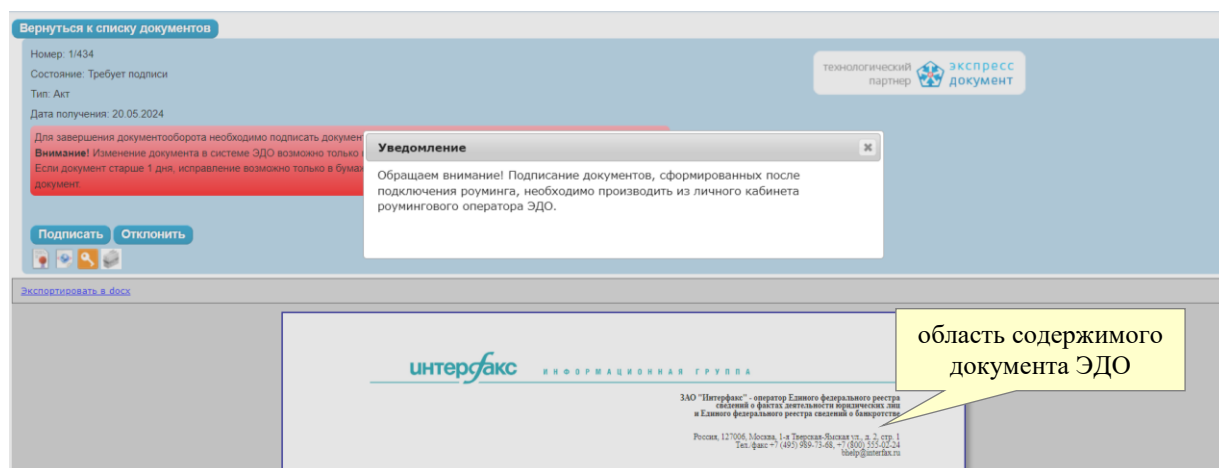 Вернуться к списку документов
Номер: 1/434
Состояние: Требует подписи
Тип: Акт
Дата получения: 20.05.2024
технологический партнер экспресс документ
Для завершения документооборота необходимо подписать докумен
Внимание! Изменение документа в системе ЭДО возможно только
Если документ старше 1 дня, исправление возможно только в бума
документ.
Уведомление
Обращаем внимание! Подписание документов, сформированных после
подключения роуминга, необходимо производить из личного кабинета
роумингового оператора ЭДО.
Подписать Отклонить
Экспортировать в docx
область содержимого
документа ЭДО
интерфакс ИНФОРМАЦИОННАЯ ГРУППА
ЗАО "Интерфакс" - оператор Единого федерального реестра
сведений о фактах деятельности юридических лиц
и Единого федерального реестра сведений о банкротстве
Россия, 127006, Москва, 1-я Тверская-Ямская ул., д. 2, стр. 1
Тел./факс +7 (495) 989-73-68, +7 (800) 555-02-24
bhelp@interfax.ru